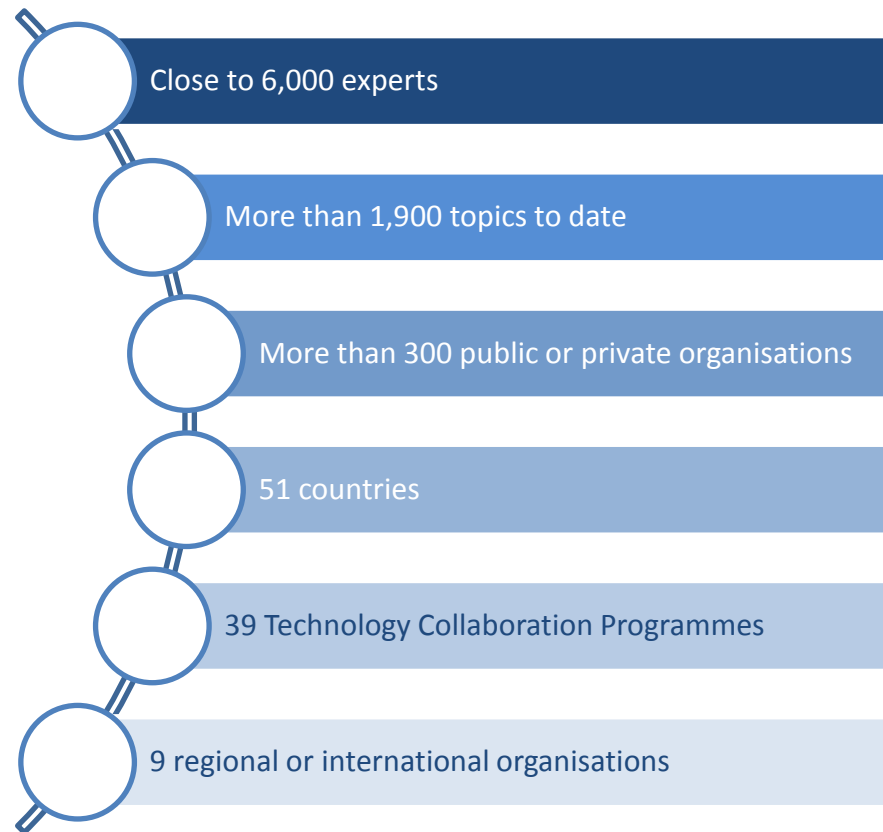 Close to 6,000 experts
More than 1,900 topics to date
More than 300 public or private organisations
51 countries
39 Technology Collaboration Programmes
9 regional or international organisations